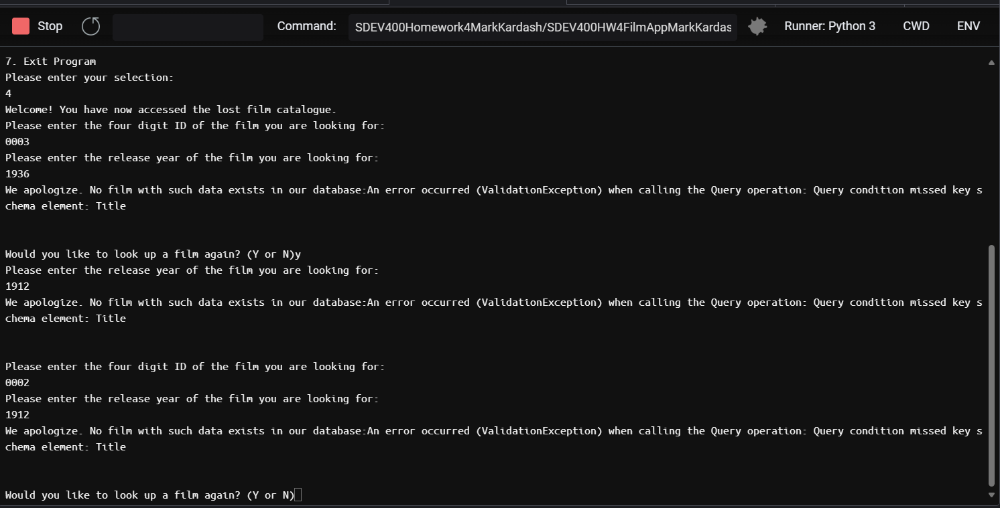 Stop
Command:
SDEV400Homework4MarkKardash/SDEV400HW4FilmAppMarkKardas
Runner: Python 3
CWD
ENV
7. Exit Program
Please enter your selection:
4
Welcome! You have now accessed the lost film catalogue.
Please enter the four digit ID of the film you are looking for:
0003
Please enter the release year of the film you are looking for:
1936
We apologize. No film with such data exists in our database:An error occurred (ValidationException) when calling the Query operation: Query condition missed key s
chema element: Title
Would you like to look up a film again? (Y or N)y
Please enter the release year of the film you are looking for:
1912
We apologize. No film with such data exists in our database:An error occurred (ValidationException) when calling the Query operation: Query condition missed key s
chema element: Title
Please enter the four digit ID of the film you are looking for:
0002
Please enter the release year of the film you are looking for:
1912
We apologize. No film with such data exists in our database:An error occurred (ValidationException) when calling the Query operation: Query condition missed key s
chema element: Title
Would you like to look up a film again? (Y or N)